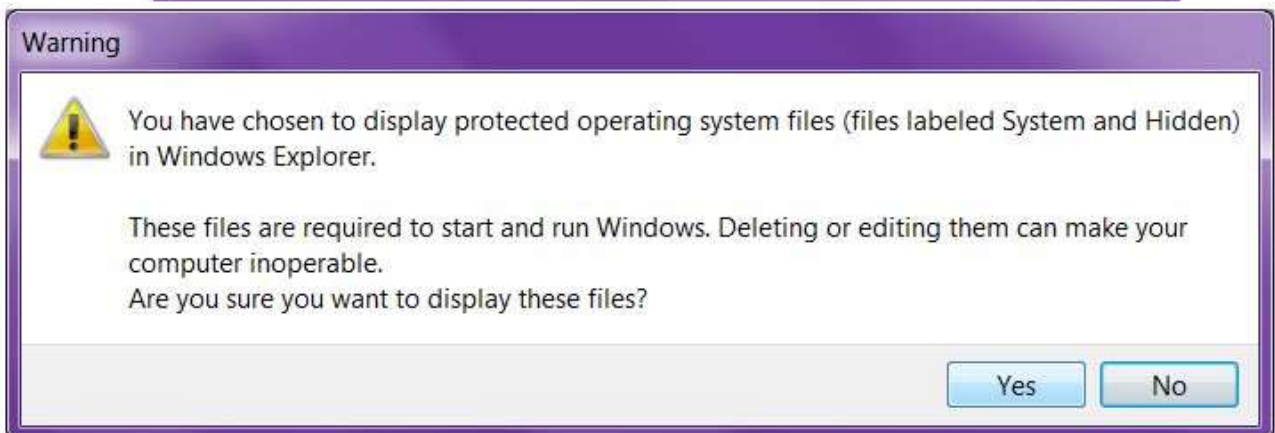 Warning
You have chosen to display protected operating system files (files labeled System and Hidden)
in Windows Explorer.
These files are required to start and run Windows. Deleting or editing them can make your
computer inoperable.
Are you sure you want to display these files?
Yes No